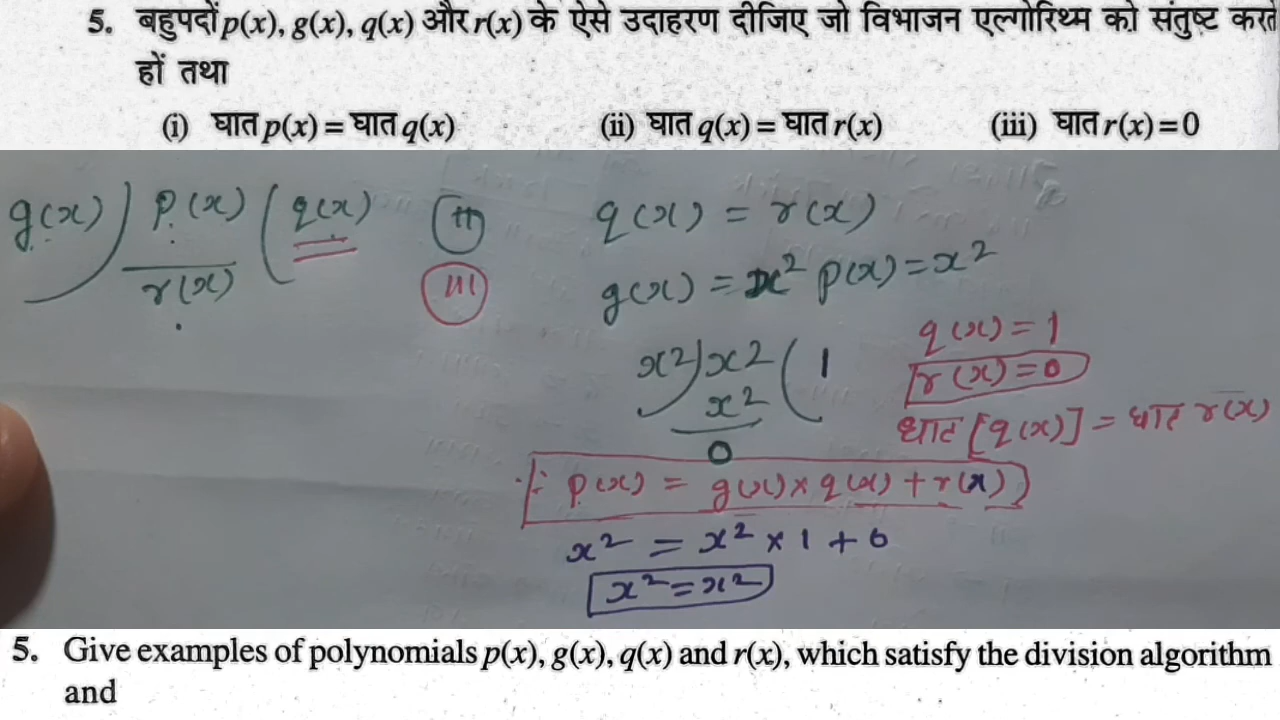 5. बहुपदों p(x), g(x), q(x) और r(x) के ऐसे उदाहरण दीजिए जो विभाजन एल्गोरिथ्म को संतुष्ट करते
हों तथा
(i) घात p(x) = घात q(x) (ii) घात q(x) = घात r(x) (iii) घात r(x) = 0
g(x) ) p(x) ( q(x)
r(x)
(ii) q(x) = r(x)
(iii) g(x) = x² p(x) = x²
x² ) x² ( 1
x²
0
q(x) = 1
r(x) = 0
घात [q(x)] = घात r(x)
∴ p(x) = g(x) × q(x) + r(x)
x² = x² × 1 + 0
x² = x²
5. Give examples of polynomials p(x), g(x), q(x) and r(x), which satisfy the division algorithm
and